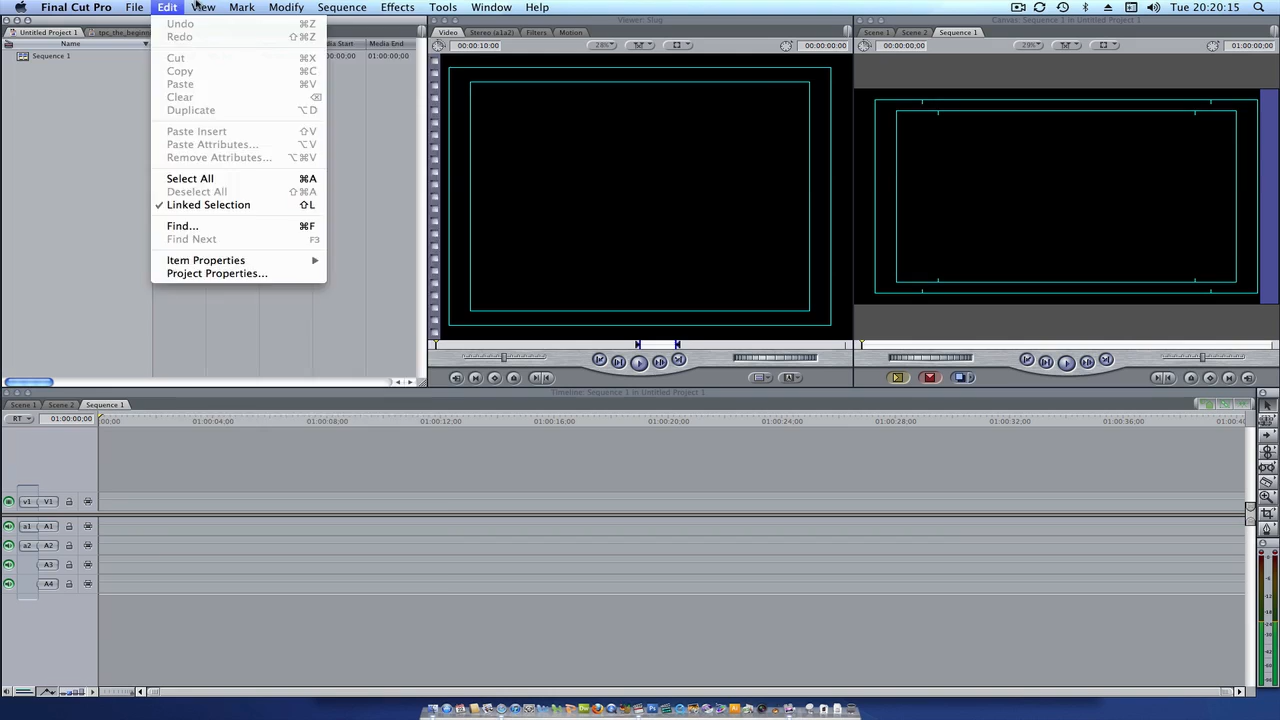 Final Cut Pro File Edit View Mark Modify Sequence Effects Tools Window Help Tue 20:20:15
Undo ⌘Z
Redo ⇧⌘Z
Cut ⌘X
Copy ⌘C
Paste ⌘V
Clear ⌫
Duplicate ⌥D
Paste Insert ⇧V
Paste Attributes... ⌥V
Remove Attributes... ⌥⌘V
Select All ⌘A
Deselect All ⇧⌘A
✓ Linked Selection ⇧L
Find... ⌘F
Find Next F3
Item Properties ▶
Project Properties...
Untitled Project 1 tpc_the_beginn
Name dia Start Media End
Sequence 1 00:00:00;00 01:00:00;00
Viewer: Slug
Video Stereo (a1a2) Filters Motion
00:00:10:00 28% 00:00:00:00
Canvas: Sequence 1 in Untitled Project 1
Scene 1 Scene 2 Sequence 1
00:00:00;00 29% 01:00:00;00
Timeline: Sequence 1 in Untitled Project 1
Scene 1 Scene 2 Sequence 1
RT 01:00:00;00 00;00 01:00:04;00 01:00:08;00 01:00:12;00 01:00:16;00 01:00:20;00 01:00:24;00 01:00:28;00 01:00:32;00 01:00:36;00 01:00:40
v1 V1
a1 A1
a2 A2
A3
A4